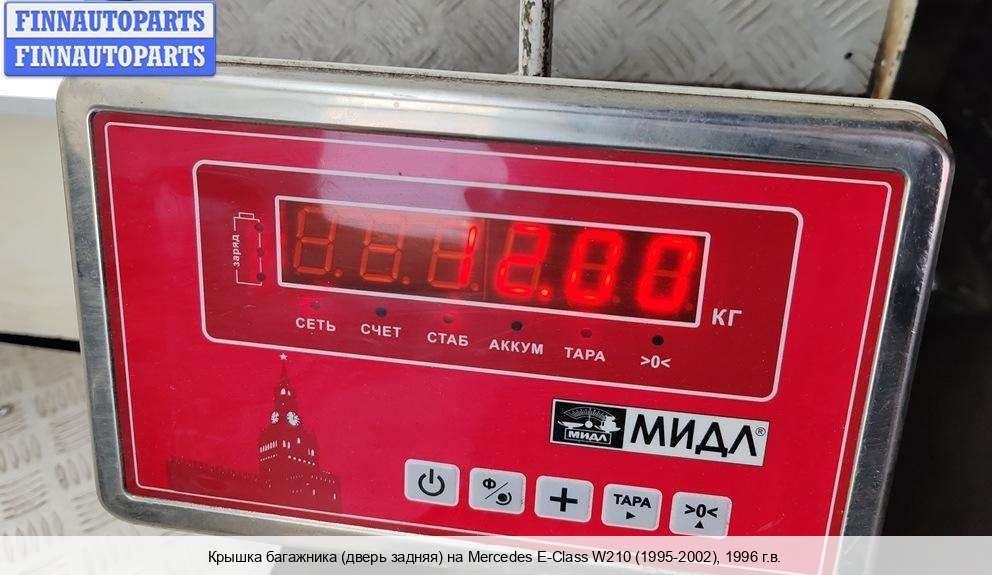 FINNAUTOPARTS
FINNAUTOPARTS
заряд
12.00
КГ
СЕТЬ СЧЕТ СТАБ АККУМ ТАРА >0<
МИДЛ МИДЛ®
Ф ТАРА >0<
Крышка багажника (дверь задняя) на Mercedes E-Class W210 (1995-2002), 1996 г.в.